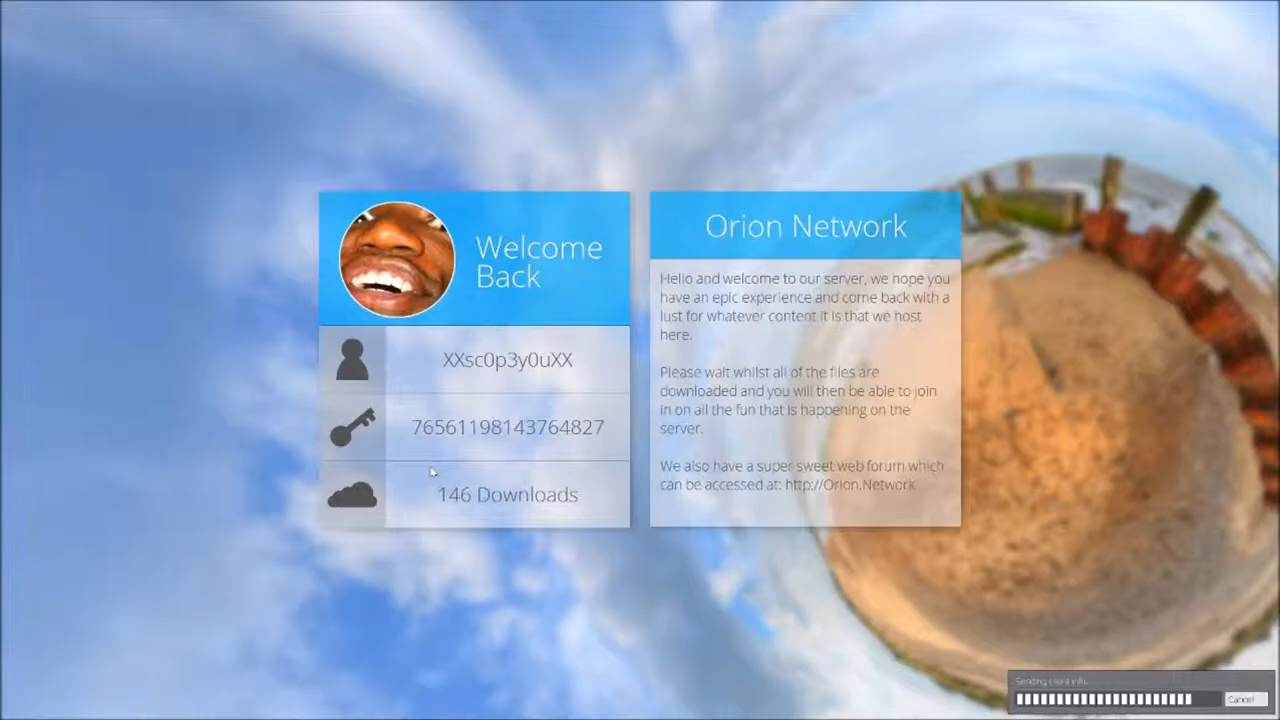 Welcome
Back
XXsc0p3y0uXX
76561198143764827
146 Downloads
Orion Network
Hello and welcome to our server, we hope you
have an epic experience and come back with a
lust for whatever content it is that we host
here.
Please wait whilst all of the files are
downloaded and you will then be able to join
in on all the fun that is happening on the
server.
We also have a super sweet web forum which
can be accessed at: http://Orion.Network
Sending client info...
Cancel